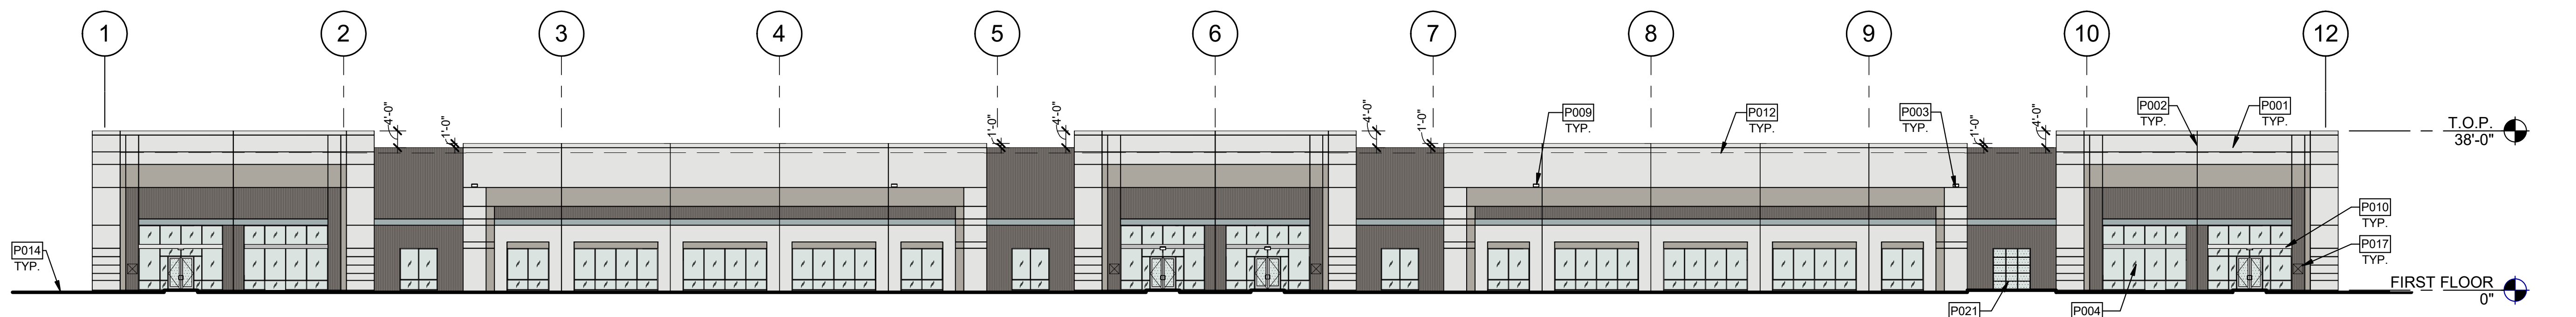 1 2 3 4 5 6 7 8 9 10 12
4'-0" 1'-0" 1'-0" 4'-0" 4'-0" 1'-0" 1'-0" 4'-0"
P009
TYP.
P012
TYP.
P003
TYP.
P002
TYP.
P001
TYP.
T.O.P.
38'-0"
P014
TYP.
P010
TYP.
P017
TYP.
P021
P004
FIRST FLOOR
0"